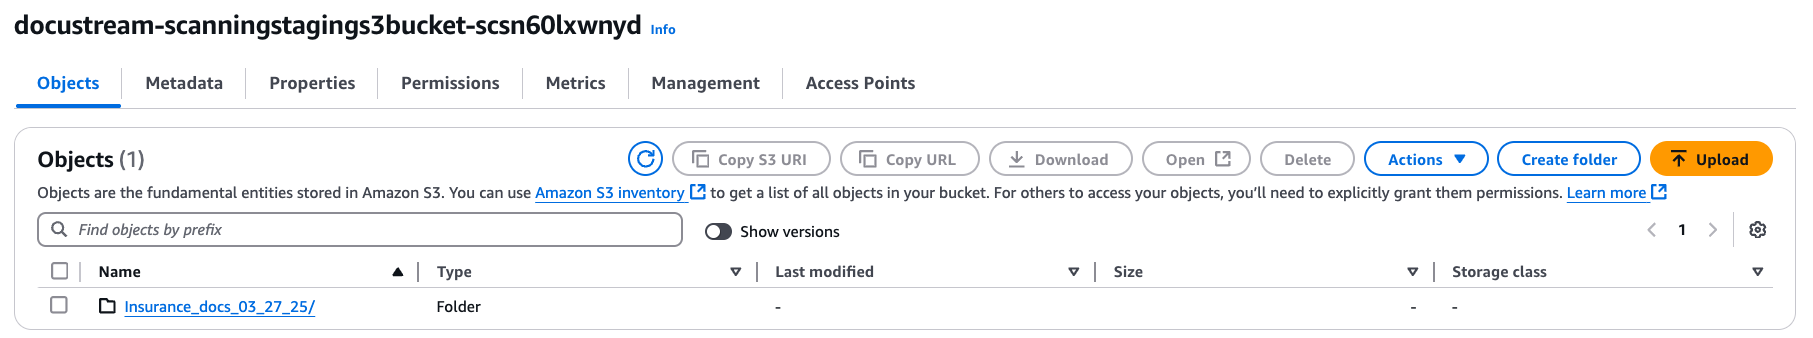 docustream-scanningstagings3bucket-scsn60lxwnyd Info
Objects Metadata Properties Permissions Metrics Management Access Points
Objects (1) Copy S3 URI Copy URL Download Open Delete Actions Create folder Upload
Objects are the fundamental entities stored in Amazon S3. You can use Amazon S3 inventory to get a list of all objects in your bucket. For others to access your objects, you’ll need to explicitly grant them permissions. Learn more
Find objects by prefix Show versions 1
Name Type Last modified Size Storage class
Insurance_docs_03_27_25/ Folder - - -